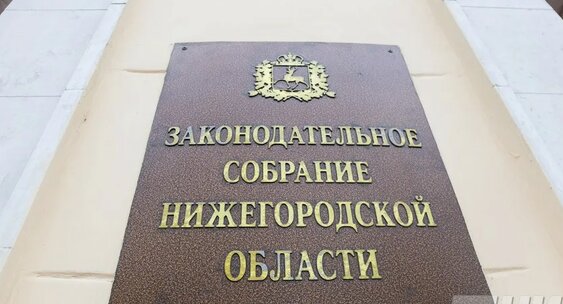 ЗАКОНОДАТЕЛЬНОЕ
СОБРАНИЕ
НИЖЕГОРОДСКОЙ
ОБЛАСТИ